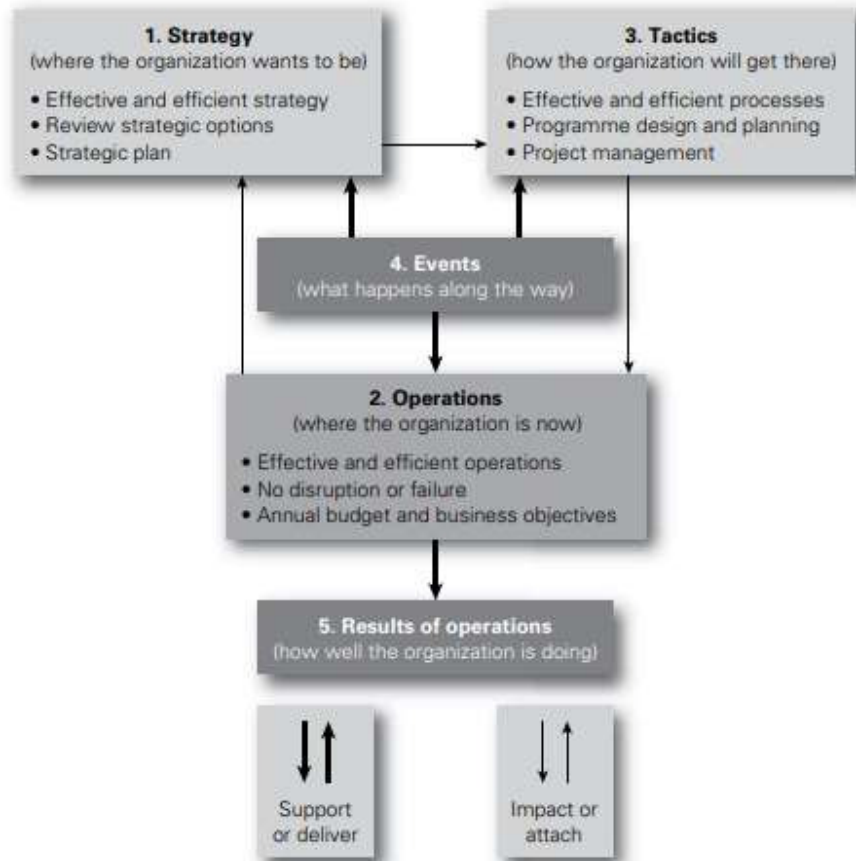 1. Strategy
(where the organization wants to be)
• Effective and efficient strategy
• Review strategic options
• Strategic plan
3. Tactics
(how the organization will get there)
• Effective and efficient processes
• Programme design and planning
• Project management
4. Events
(what happens along the way)
2. Operations
(where the organization is now)
• Effective and efficient operations
• No disruption or failure
• Annual budget and business objectives
5. Results of operations
(how well the organization is doing)
Support
or deliver
Impact or
attach